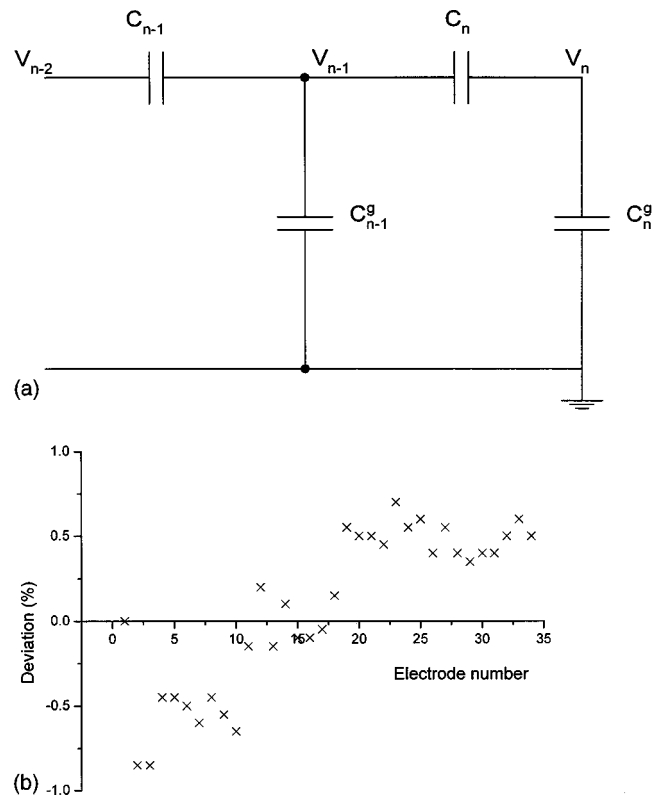 C_{n-1} C_n
V_{n-2} V_{n-1} V_n
C^g_{n-1} C^g_n
(a)
1.0
0.5
0.0
-0.5
-1.0
Deviation (%)
0 5 10 15 20 25 30 35
Electrode number
(b)